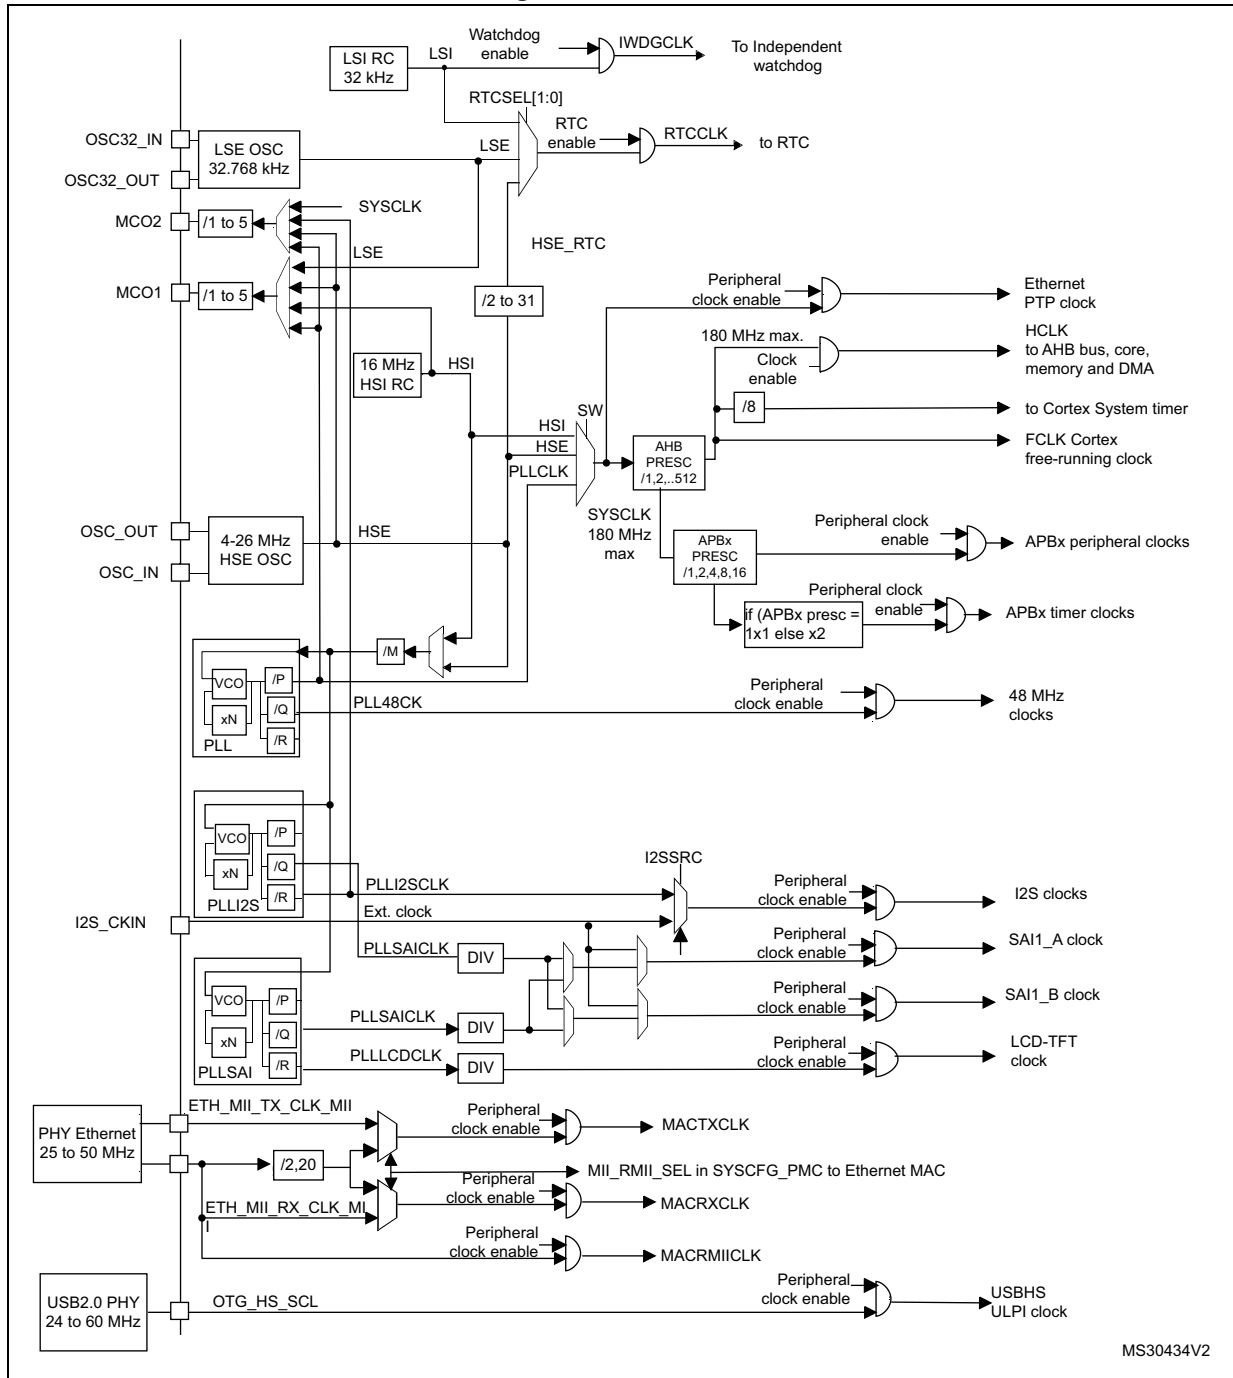 LSI RC
32 kHz
LSI
Watchdog
enable
IWDGCLK
To Independent
watchdog
RTCSEL[1:0]
OSC32_IN
OSC32_OUT
LSE OSC
32.768 kHz
LSE
RTC
enable
RTCCLK
to RTC
MCO2
/1 to 5
SYSCLK
LSE
HSE_RTC
MCO1
/1 to 5
/2 to 31
Peripheral
clock enable
Ethernet
PTP clock
180 MHz max.
Clock
enable
HCLK
to AHB bus, core,
memory and DMA
16 MHz
HSI RC
HSI
/8
to Cortex System timer
SW
HSI
HSE
PLLCLK
AHB
PRESC
/1,2,..512
FCLK Cortex
free-running clock
SYSCLK
180 MHz
max
OSC_OUT
OSC_IN
4-26 MHz
HSE OSC
HSE
APBx
PRESC
/1,2,4,8,16
Peripheral clock
enable
APBx peripheral clocks
if (APBx presc =
1x1 else x2
Peripheral clock
enable
APBx timer clocks
/M
VCO
xN
/P
/Q
/R
PLL
PLL48CK
Peripheral
clock enable
48 MHz
clocks
VCO
xN
/P
/Q
/R
PLLI2S
PLLI2SCLK
I2SSRC
Peripheral
clock enable
I2S clocks
I2S_CKIN
Ext. clock
PLLSAICLK
DIV
Peripheral
clock enable
SAI1_A clock
VCO
xN
/P
/Q
/R
PLLSAI
PLLSAICLK
DIV
Peripheral
clock enable
SAI1_B clock
PLLLCDCLK
DIV
Peripheral
clock enable
LCD-TFT
clock
PHY Ethernet
25 to 50 MHz
ETH_MII_TX_CLK_MII
Peripheral
clock enable
MACTXCLK
/2,20
MII_RMII_SEL in SYSCFG_PMC to Ethernet MAC
ETH_MII_RX_CLK_MI
I
Peripheral
clock enable
MACRXCLK
Peripheral
clock enable
MACRMIICLK
USB2.0 PHY
24 to 60 MHz
OTG_HS_SCL
Peripheral
clock enable
USBHS
ULPI clock
MS30434V2